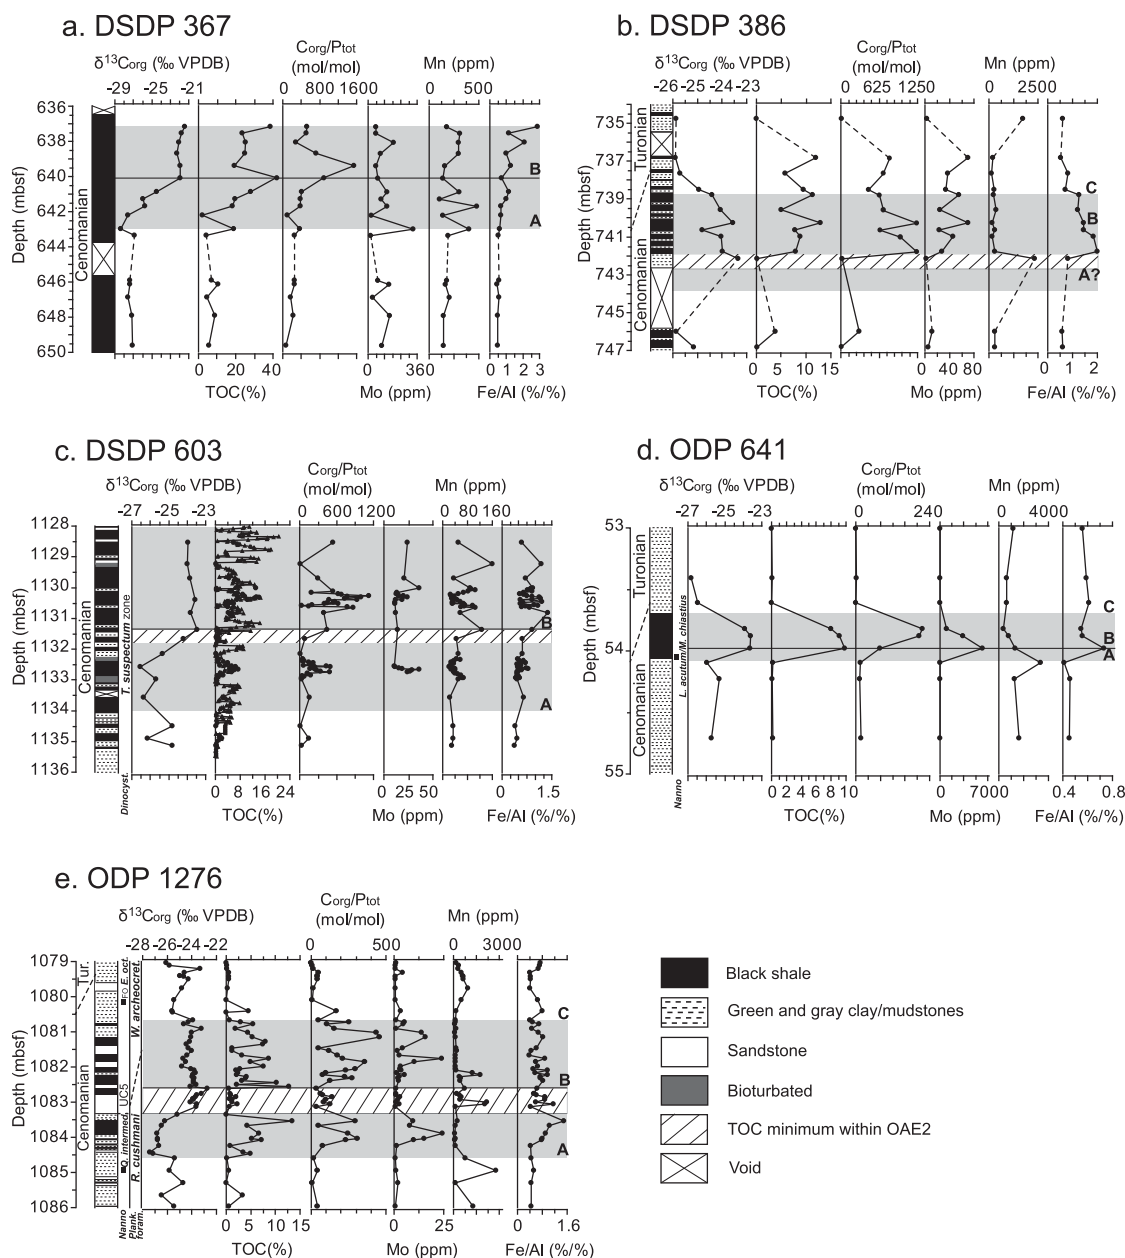 a. DSDP 367
δ13Corg (‰ VPDB)
Corg/Ptot
(mol/mol)
Mn (ppm)
-29 -25 -21
0 800 1600
0 500
636
638
640
642
644
646
648
650
Depth (mbsf)
Cenomanian
B
A
0 20 40
TOC(%)
0 360
Mo (ppm)
0 1 2 3
Fe/Al (%/%)
b. DSDP 386
δ13Corg (‰ VPDB)
Corg/Ptot
(mol/mol)
Mn (ppm)
-26 -25 -24 -23
0 625 1250
0 2500
735
737
739
741
743
745
747
Depth (mbsf)
Turonian
Cenomanian
C
B
A?
0 5 10 15
TOC(%)
0 40 80
Mo (ppm)
0 1 2
Fe/Al (%/%)
c. DSDP 603
δ13Corg (‰ VPDB)
Corg/Ptot
(mol/mol)
Mn (ppm)
-27 -25 -23
0 600 1200
0 80 160
1128
1129
1130
1131
1132
1133
1134
1135
1136
Depth (mbsf)
Cenomanian
T. suspectum zone
Dinocyst.
B
A
0 8 16 24
TOC(%)
0 25 50
Mo (ppm)
0 1.5
Fe/Al (%/%)
d. ODP 641
δ13Corg (‰ VPDB)
Corg/Ptot
(mol/mol)
Mn (ppm)
-27 -25 -23
0 240
0 4000
53
54
55
Depth (mbsf)
Turonian
Cenomanian
L. acutum/M. chiastius
Nanno
C
B
A
0 2 4 6 8 10
TOC(%)
0 7000
Mo (ppm)
0.4 0.8
Fe/Al (%/%)
e. ODP 1276
δ13Corg (‰ VPDB)
Corg/Ptot
(mol/mol)
Mn (ppm)
-28 -26 -24 -22
0 500
0 3000
1079
1080
1081
1082
1083
1084
1085
1086
Depth (mbsf)
Tur.
Cenomanian
FO E. oct.
UC5
Q. intermed.
W. archeocret.
R. cushmani
Nanno
Plank.
foram.
C
B
A
0 5 10 15
TOC(%)
0 25
Mo (ppm)
0 1.6
Fe/Al (%/%)
Black shale
Green and gray clay/mudstones
Sandstone
Bioturbated
TOC minimum within OAE2
Void